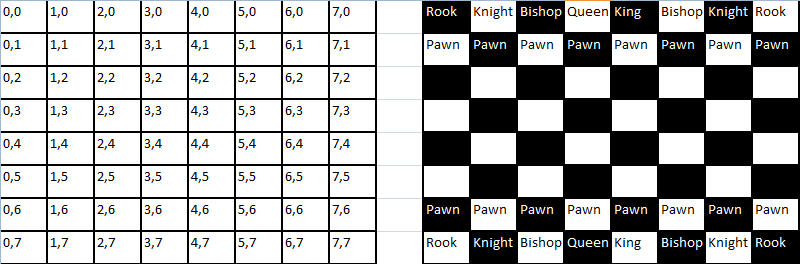 0,0 1,0 2,0 3,0 4,0 5,0 6,0 7,0 Rook Knight Bishop Queen King Bishop Knight Rook
0,1 1,1 2,1 3,1 4,1 5,1 6,1 7,1 Pawn Pawn Pawn Pawn Pawn Pawn Pawn Pawn
0,2 1,2 2,2 3,2 4,2 5,2 6,2 7,2
0,3 1,3 2,3 3,3 4,3 5,3 6,3 7,3
0,4 1,4 2,4 3,4 4,4 5,4 6,4 7,4
0,5 1,5 2,5 3,5 4,5 5,5 6,5 7,5
0,6 1,6 2,6 3,6 4,6 5,6 6,6 7,6 Pawn Pawn Pawn Pawn Pawn Pawn Pawn Pawn
0,7 1,7 2,7 3,7 4,7 5,7 6,7 7,7 Rook Knight Bishop Queen King Bishop Knight Rook